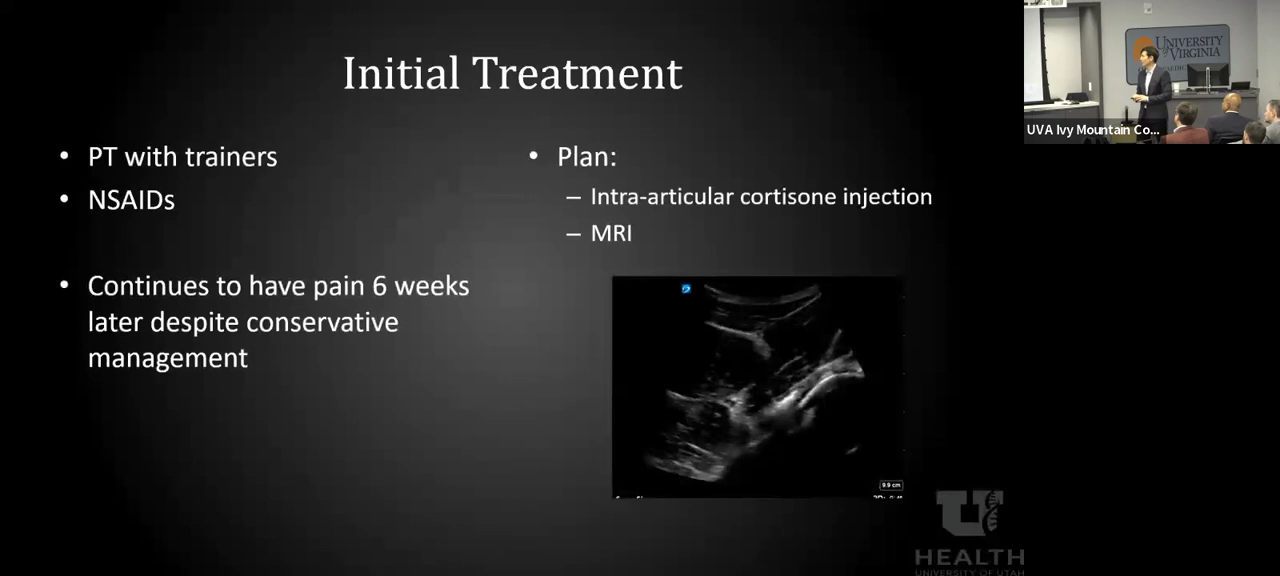 Initial Treatment
• PT with trainers
• NSAIDs
• Continues to have pain 6 weeks
later despite conservative
management
• Plan:
– Intra-articular cortisone injection
– MRI
9.9 cm
U
HEALTH
UNIVERSITY OF UTAH
UNIVERSITY
of VIRGINIA
UVA Ivy Mountain Co...